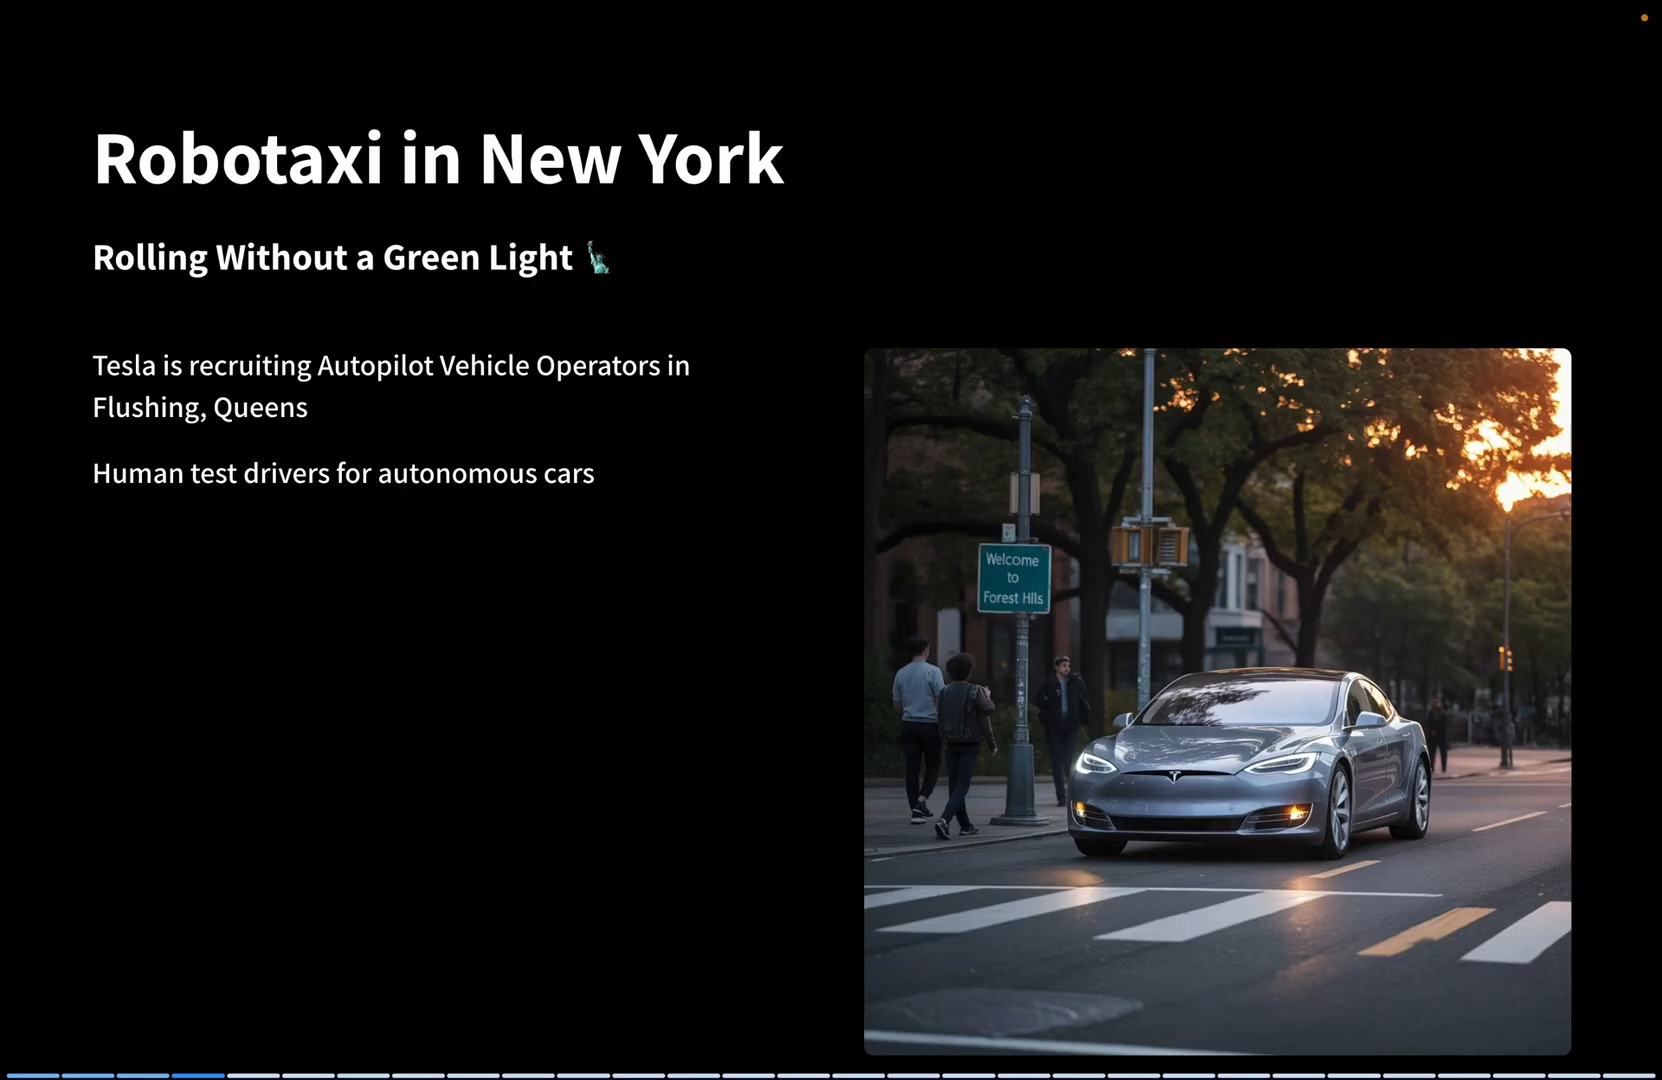 Robotaxi in New York
Rolling Without a Green Light 🗽
Tesla is recruiting Autopilot Vehicle Operators in
Flushing, Queens
Human test drivers for autonomous cars
Welcome
to
Forest Hlls